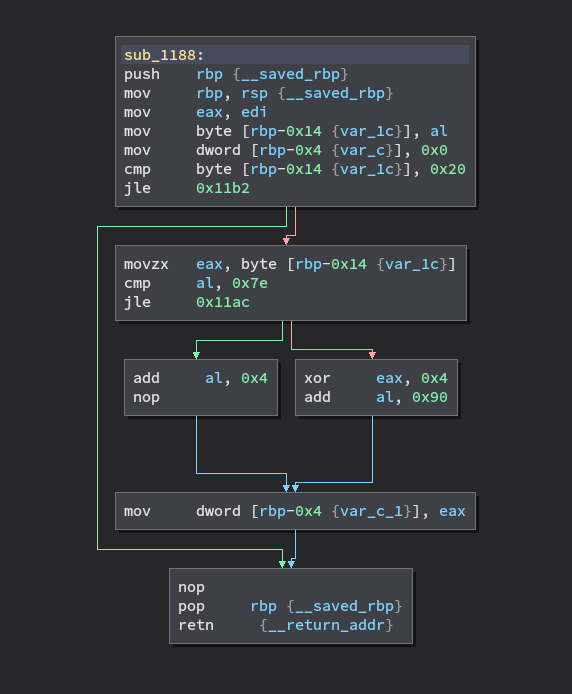 sub_1188:
push rbp {__saved_rbp}
mov rbp, rsp {__saved_rbp}
mov eax, edi
mov byte [rbp-0x14 {var_1c}], al
mov dword [rbp-0x4 {var_c}], 0x0
cmp byte [rbp-0x14 {var_1c}], 0x20
jle 0x11b2
movzx eax, byte [rbp-0x14 {var_1c}]
cmp al, 0x7e
jle 0x11ac
add al, 0x4
nop
xor eax, 0x4
add al, 0x90
mov dword [rbp-0x4 {var_c_1}], eax
nop
pop rbp {__saved_rbp}
retn {__return_addr}